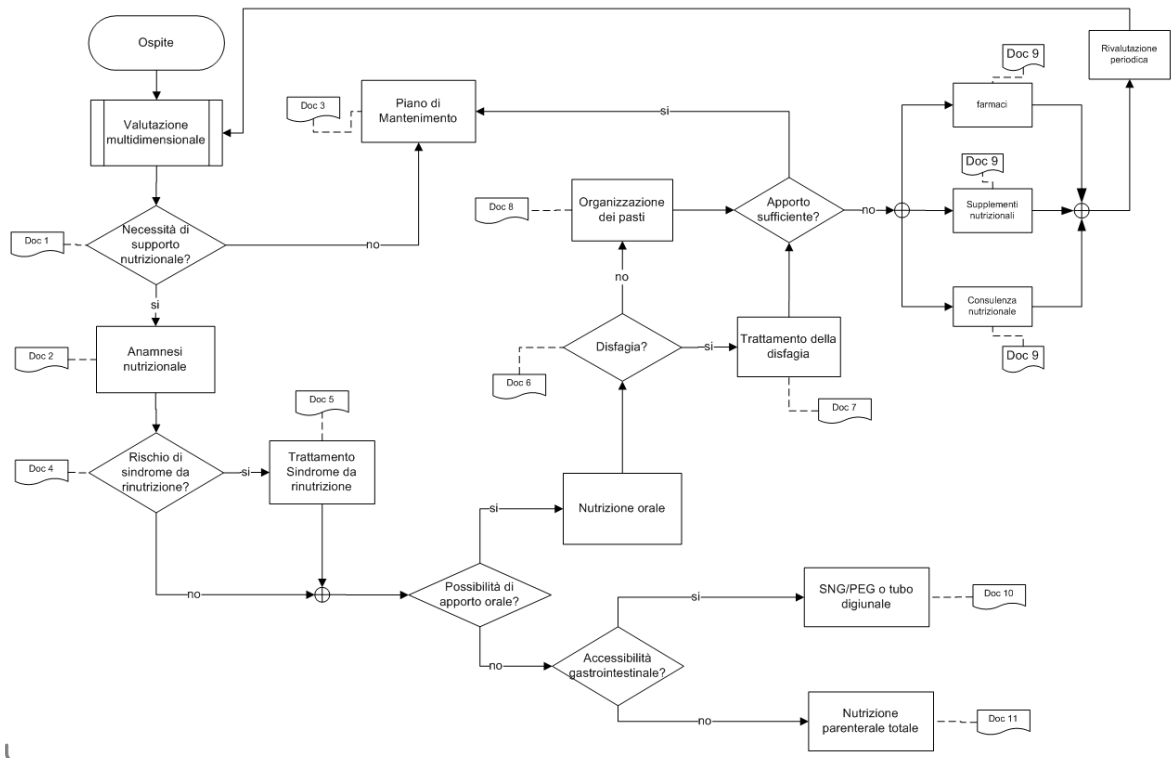 Ospite
Valutazione
multidimensionale
Doc 1
Necessità di
supporto
nutrizionale?
no
si
Doc 2
Anamnesi
nutrizionale
Doc 4
Rischio di
sindrome da
rinutrizione?
si
no
Doc 5
Trattamento
Sindrome da
rinutrizione
Doc 3
Piano di
Mantenimento
Possibilità di
apporto orale?
si
no
Nutrizione orale
Doc 6
Disfagia?
no
si
Doc 8
Organizzazione
dei pasti
Trattamento della
disfagia
Doc 7
Apporto
sufficiente?
si
no
Doc 9
farmaci
Doc 9
Supplementi
nutrizionali
Consulenza
nutrizionale
Doc 9
Rivalutazione
periodica
Accessibilità
gastrointestinale?
si
no
SNG/PEG o tubo
digiunale
Doc 10
Nutrizione
parenterale totale
Doc 11